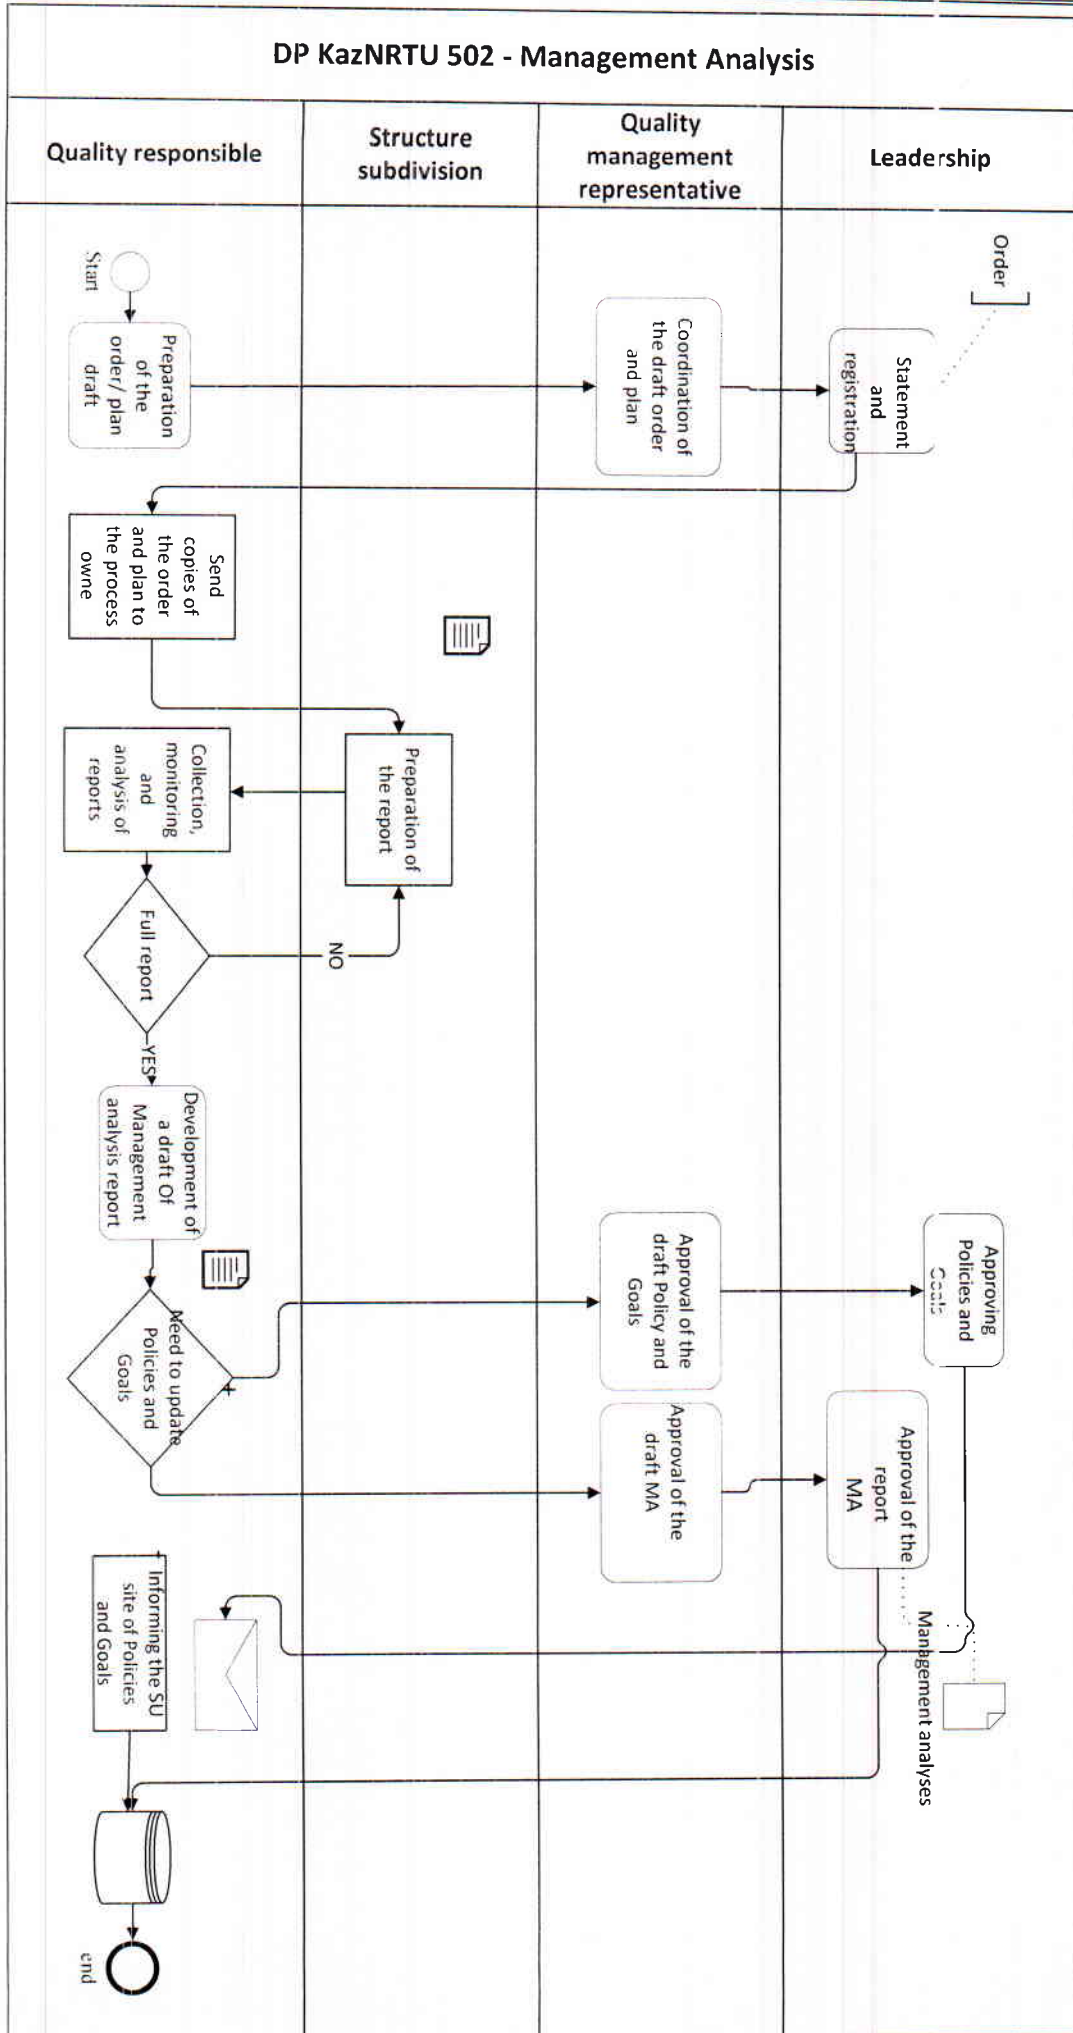 DP KazNRTU 502 - Management Analysis
Quality responsible
Structure
subdivision
Quality
management
representative
Leadership
Order
Start
Preparation
of the
order/ plan
draft
Coordination of
the draft order
and plan
Statement
and
registration
Send
copies of
the order
and plan to
the process
owne
Preparation of
the report
Collection,
monitoring
and
analysis of
reports
Full report
NO
YES
Development of
a draft Of
Management
analysis report
Need to update
Policies and
Goals
+
Approval of the
draft Policy and
Goals
Approving
Policies and
Goals
Approval of the
draft MA
Approval of the
report
MA
Management analyses
Informing the SU
site of Policies
and Goals
end